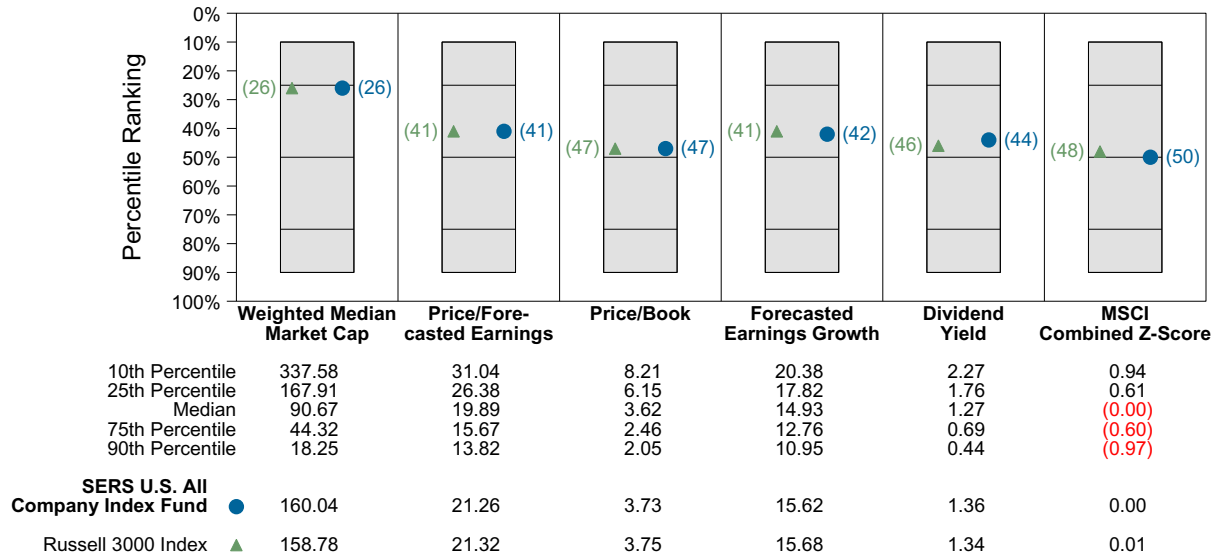 Percentile Ranking
0%
10%
20%
30%
40%
50%
60%
70%
80%
90%
100%
(26) (26)
(41) (41)
(47) (47)
(41) (42)
(46) (44)
(48) (50)
Weighted Median Price/Fore- Price/Book Forecasted Dividend MSCI
Market Cap casted Earnings Earnings Growth Yield Combined Z-Score
10th Percentile 337.58 31.04 8.21 20.38 2.27 0.94
25th Percentile 167.91 26.38 6.15 17.82 1.76 0.61
Median 90.67 19.89 3.62 14.93 1.27 (0.00)
75th Percentile 44.32 15.67 2.46 12.76 0.69 (0.60)
90th Percentile 18.25 13.82 2.05 10.95 0.44 (0.97)
SERS U.S. All
Company Index Fund 160.04 21.26 3.73 15.62 1.36 0.00
Russell 3000 Index 158.78 21.32 3.75 15.68 1.34 0.01